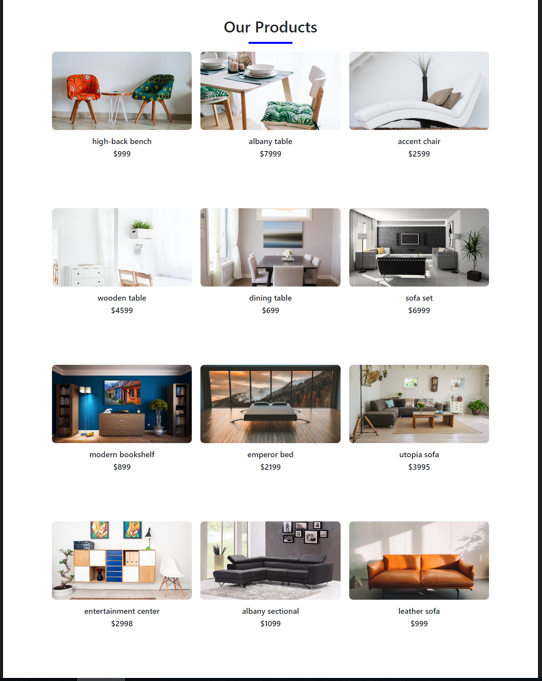 Our Products
high-back bench
$999
albany table
$7999
accent chair
$2599
wooden table
$4599
dining table
$699
sofa set
$6999
modern bookshelf
$899
emperor bed
$2199
utopia sofa
$3995
entertainment center
$2998
albany sectional
$1099
leather sofa
$999